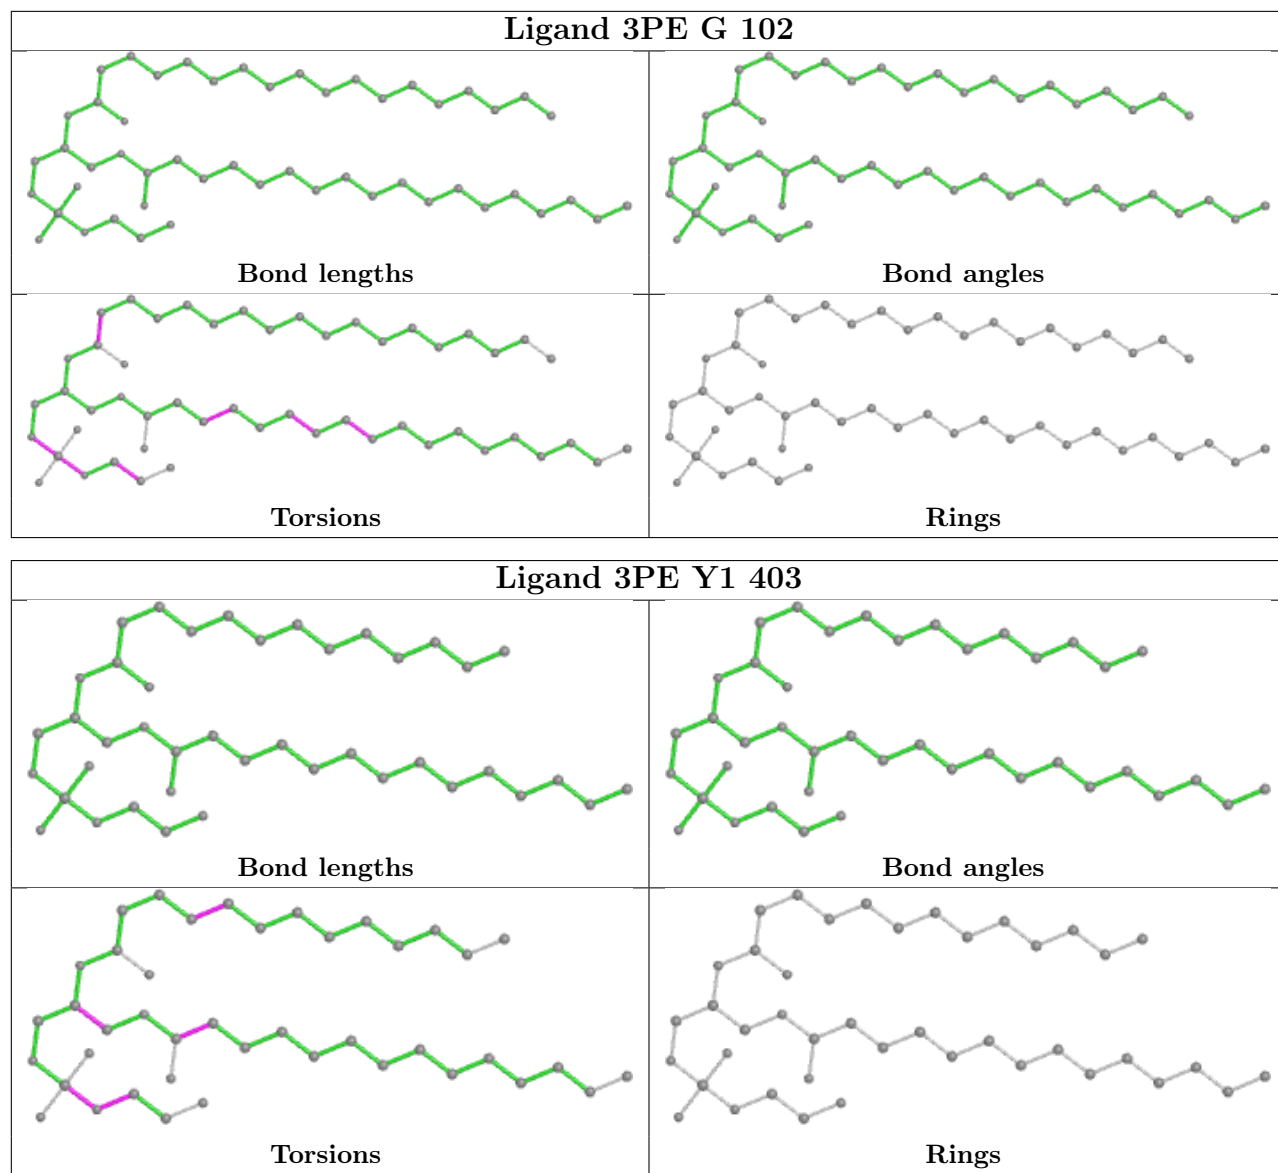 Ligand 3PE G 102
Bond lengths
Bond angles
Torsions
Rings
Ligand 3PE Y1 403
Bond lengths
Bond angles
Torsions
Rings